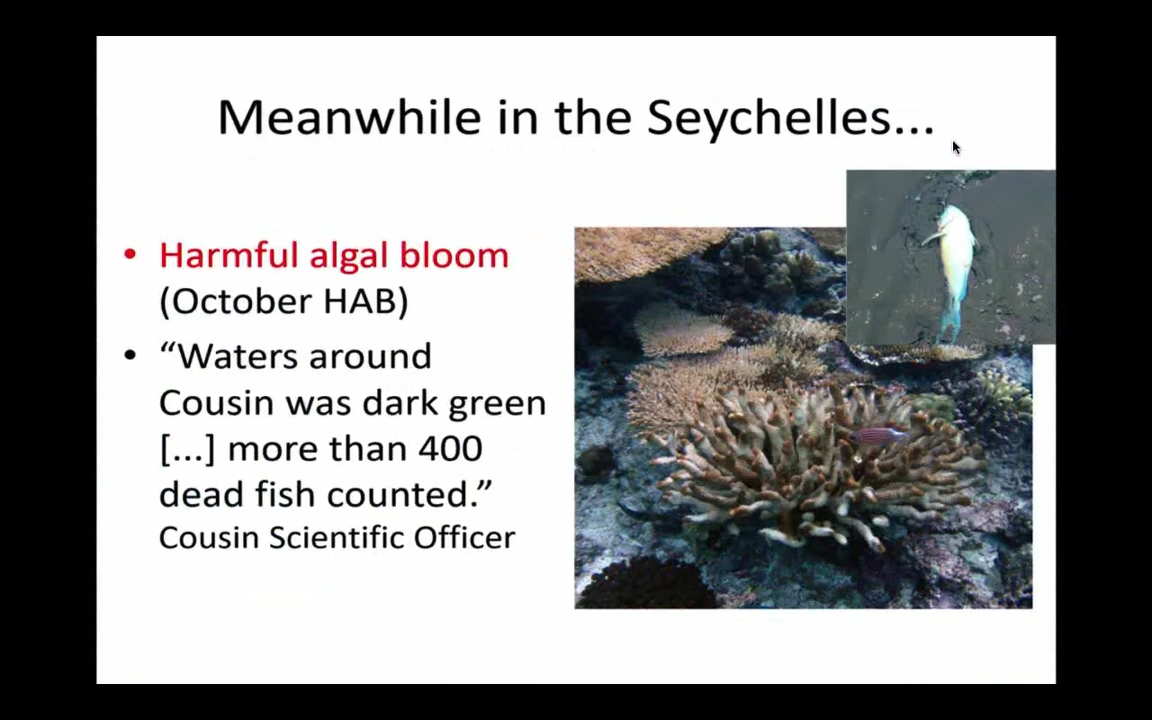 Meanwhile in the Seychelles...
• Harmful algal bloom
(October HAB)
• “Waters around
Cousin was dark green
[...] more than 400
dead fish counted.”
Cousin Scientific Officer